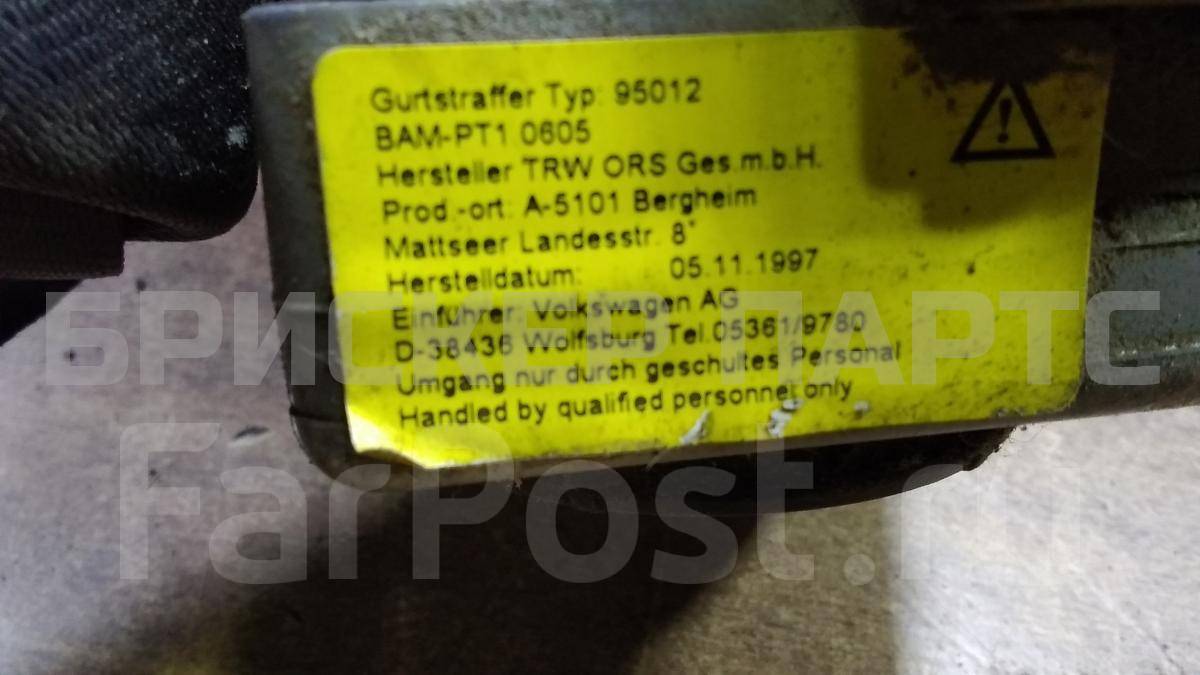 Gurtstraffer Typ: 95012
BAM-PT1 0605
Hersteller TRW ORS Ges.m.b.H.
Prod.-ort: A-5101 Bergheim
Mattseer Landesstr. 8"
Herstelldatum: 05.11.1997
Einführer: Volkswagen AG
D-38436 Wolfsburg Tel.05361/9780
Umgang nur durch geschultes Personal
Handled by qualified personnel only
БРИСКЕР ПАРТС
FarPost.ru